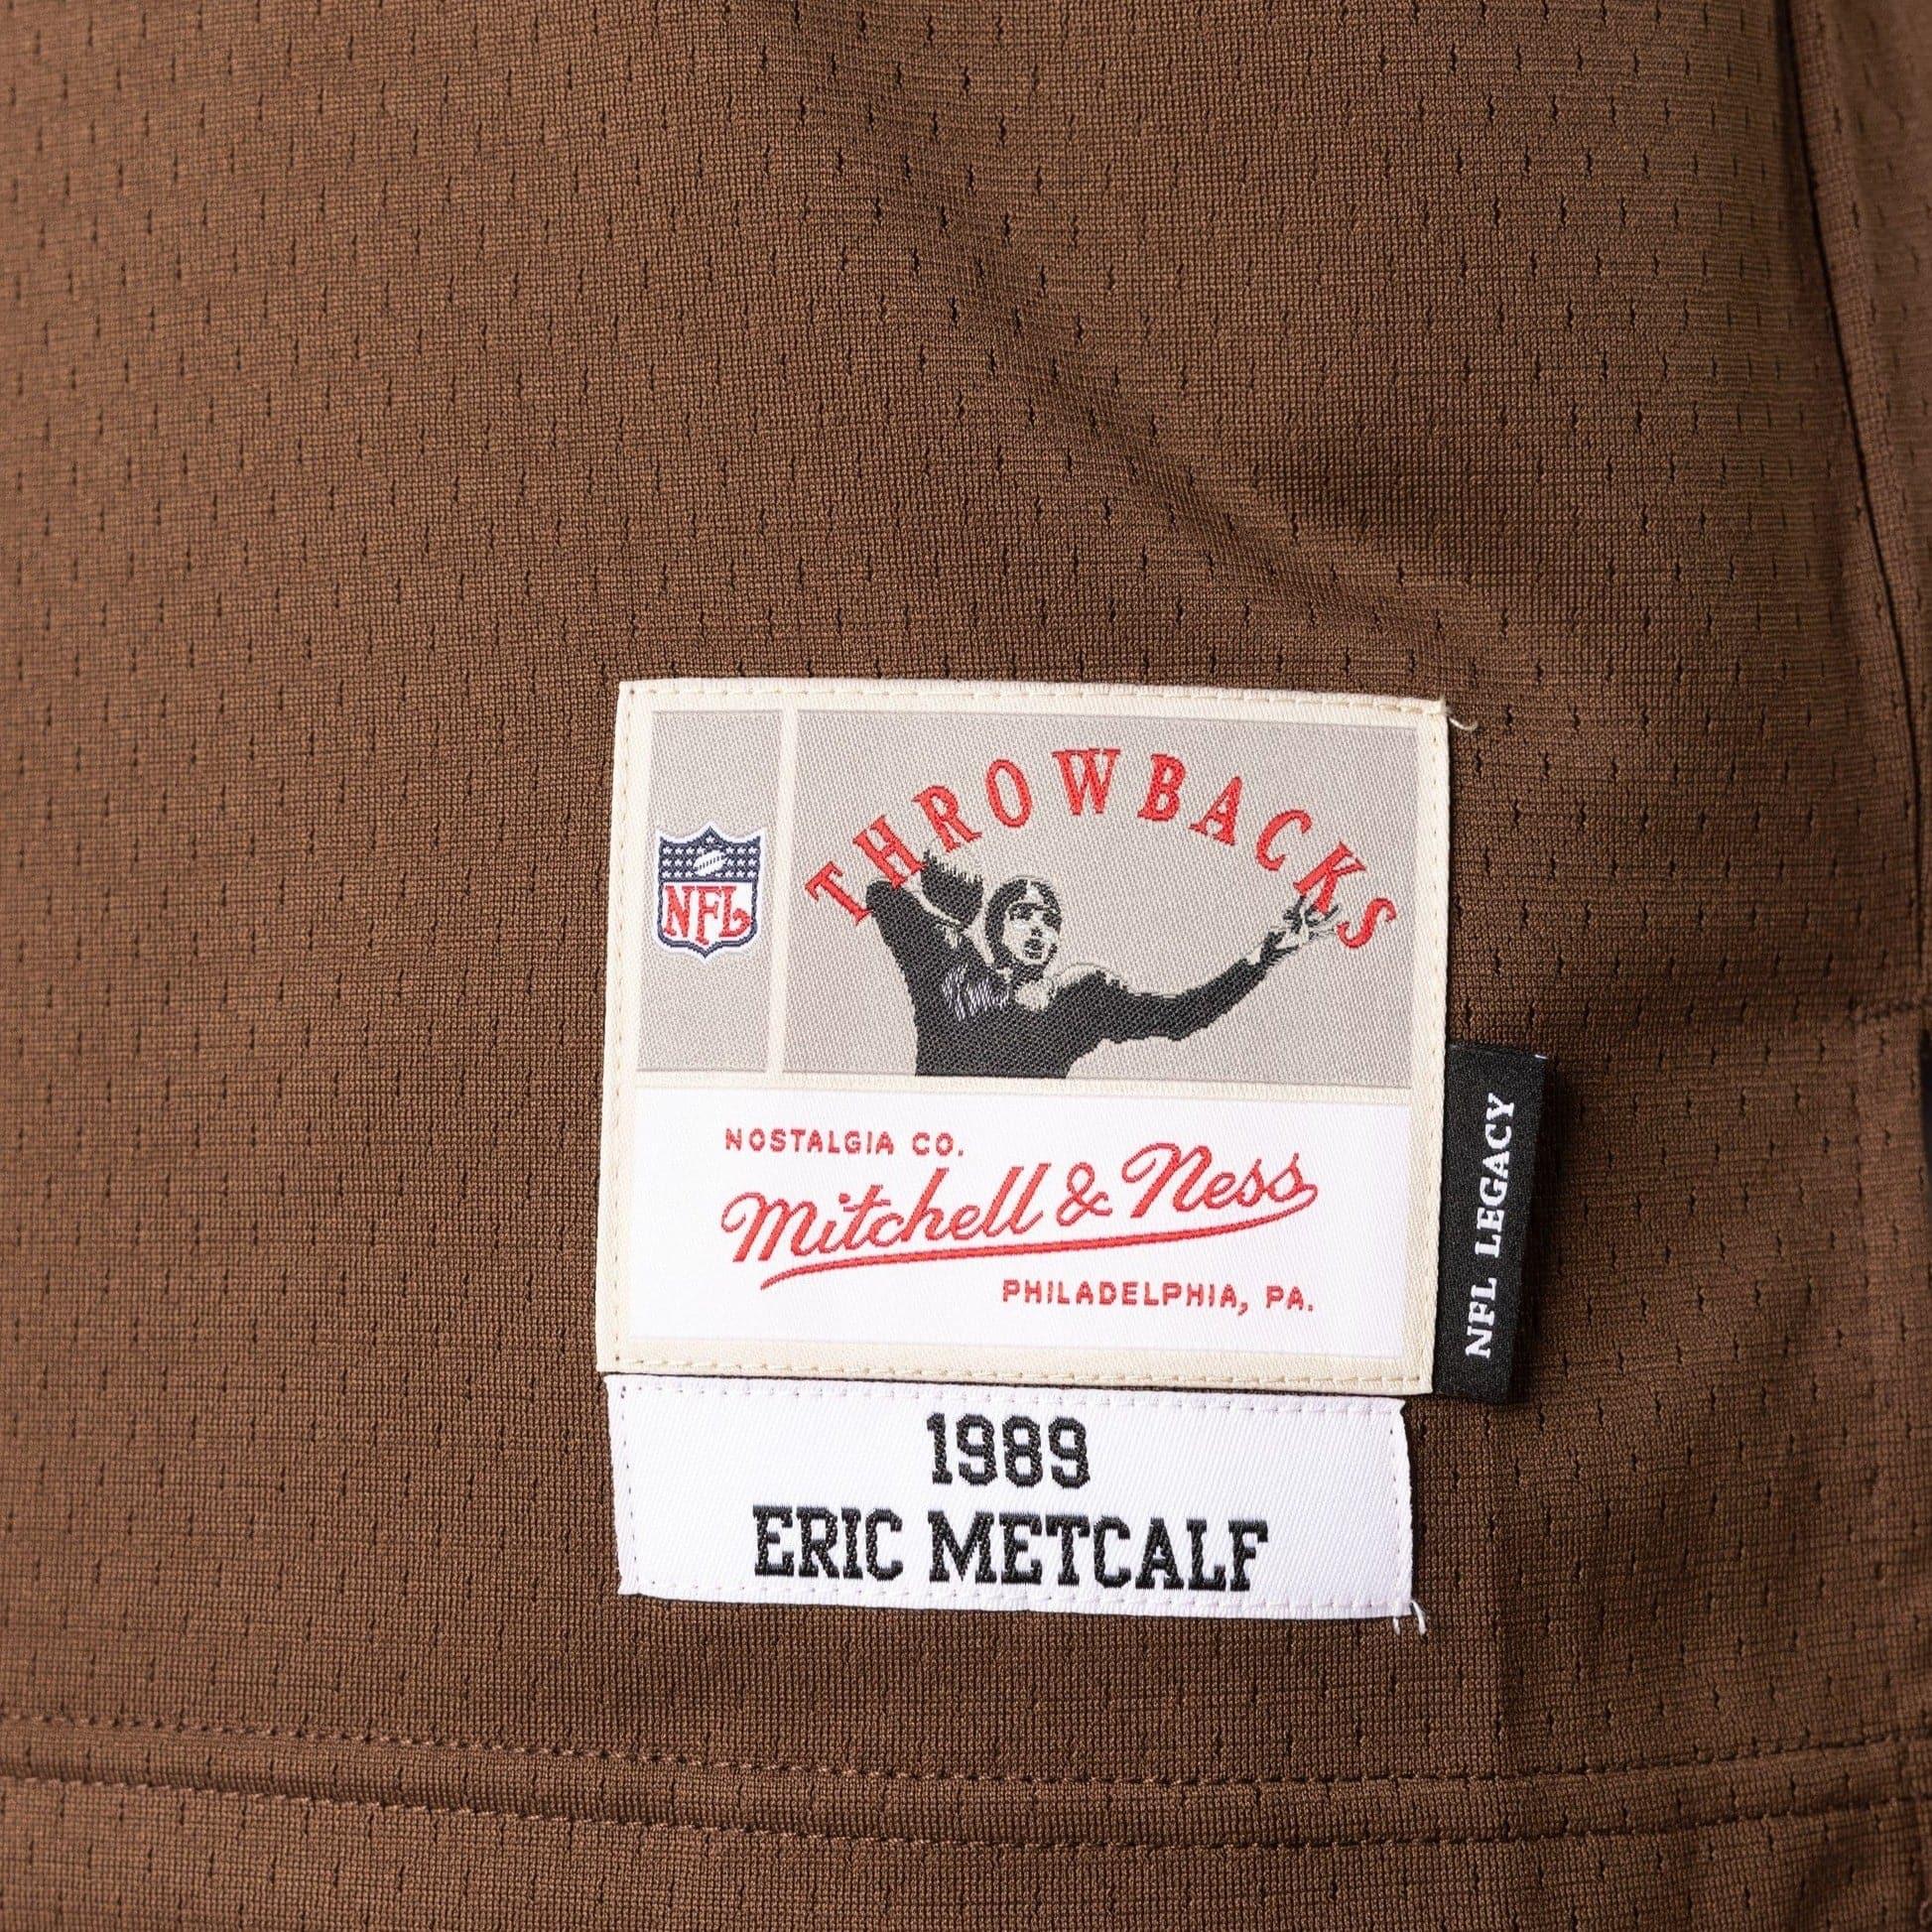 THROWBACKS
NFL
NOSTALGIA CO.
Mitchell & Ness
PHILADELPHIA, PA.
NFL LEGACY
1989
ERIC METCALF